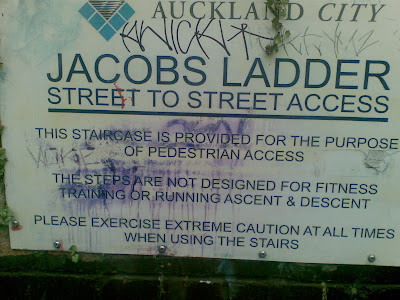 AUCKLAND CITY
JACOBS LADDER
STREET TO STREET ACCESS
THIS STAIRCASE IS PROVIDED FOR THE PURPOSE
OF PEDESTRIAN ACCESS
THE STEPS ARE NOT DESIGNED FOR FITNESS
TRAINING OR RUNNING ASCENT & DESCENT
PLEASE EXERCISE EXTREME CAUTION AT ALL TIMES
WHEN USING THE STAIRS